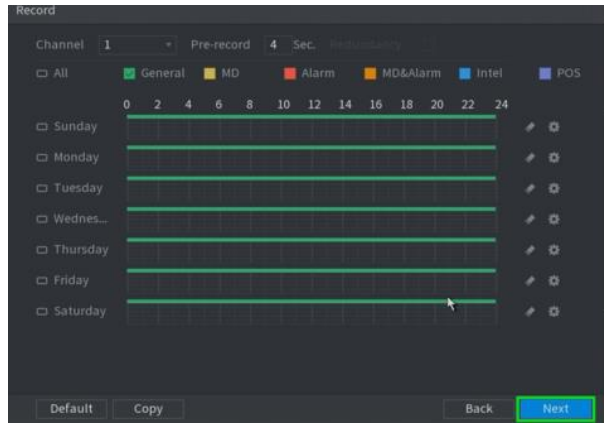 Record
Channel 1 Pre-record 4 Sec. Redundancy
All General MD Alarm MD&Alarm Intel POS
0 2 4 6 8 10 12 14 16 18 20 22 24
Sunday
Monday
Tuesday
Wednes...
Thursday
Friday
Saturday
Default Copy Back Next